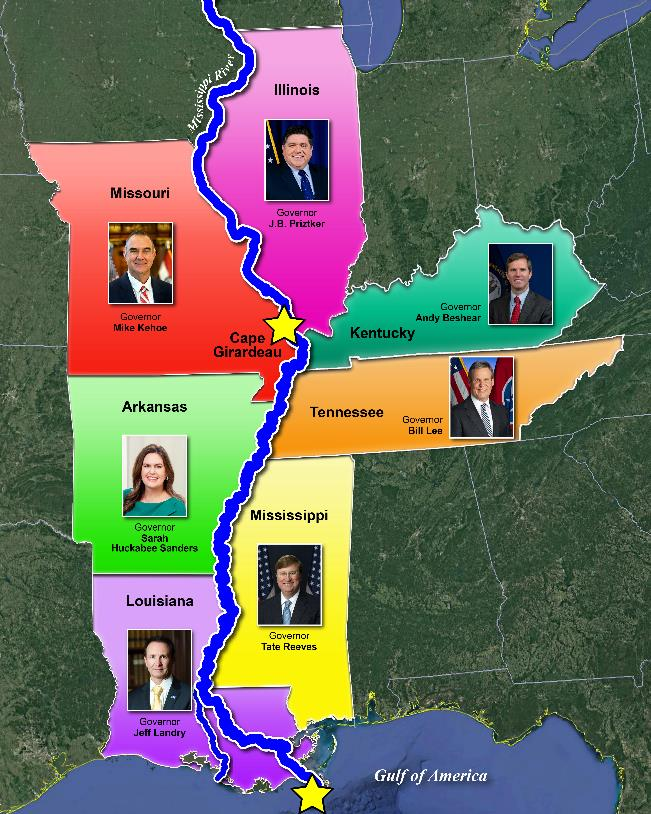 Mississippi River
Illinois
Governor
J.B. Priztker
Missouri
Governor
Mike Kehoe
Cape
Girardeau
Kentucky
Governor
Andy Beshear
Tennessee
Governor
Bill Lee
Arkansas
Governor
Sarah
Huckabee Sanders
Mississippi
Governor
Tate Reeves
Louisiana
Governor
Jeff Landry
Gulf of America